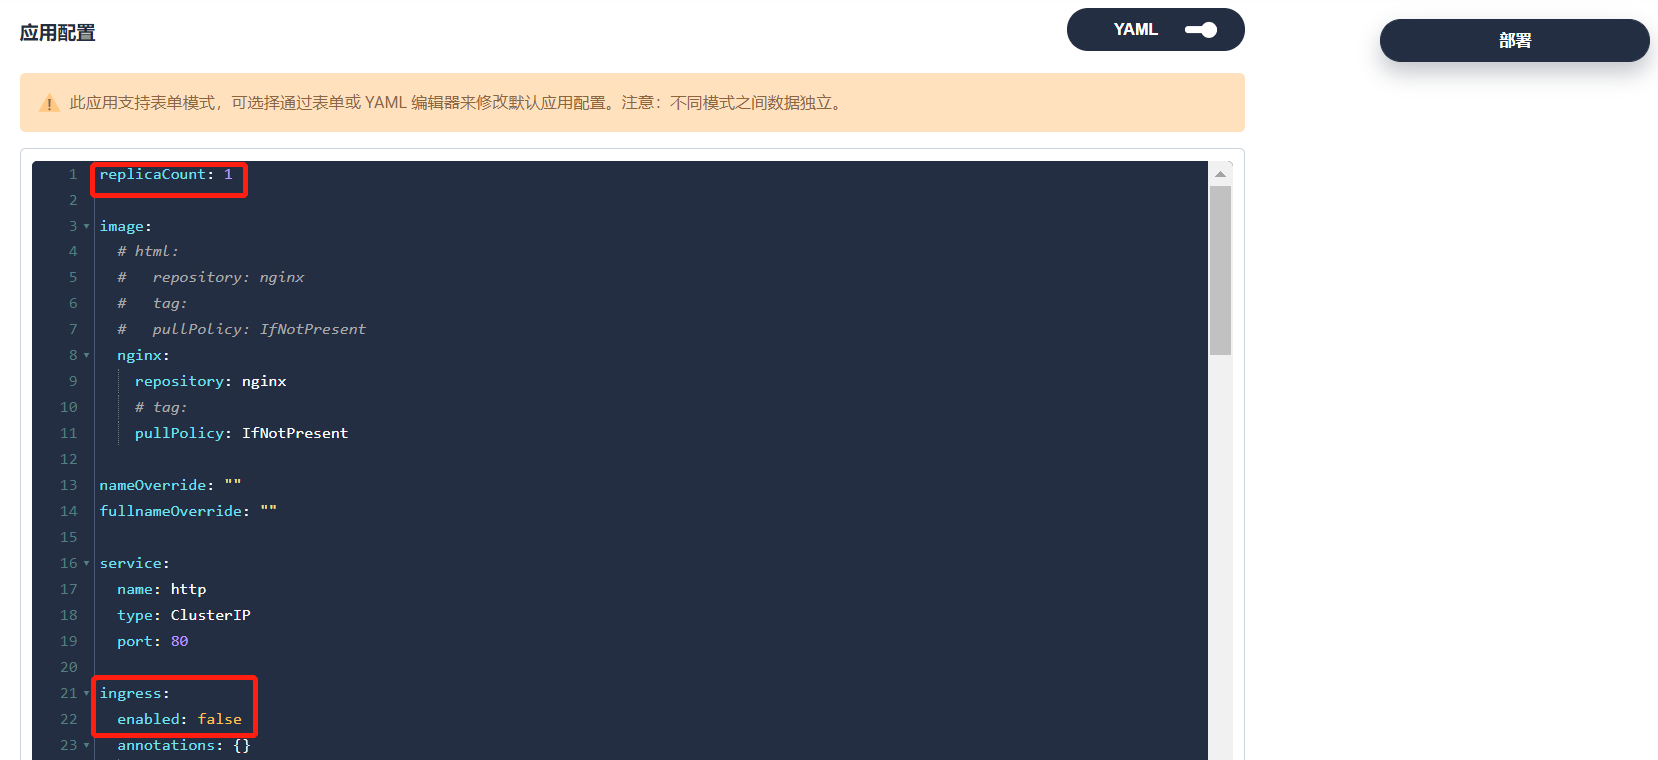 应用配置
YAML
部署
此应用支持表单模式，可选择通过表单或 YAML 编辑器来修改默认应用配置。注意：不同模式之间数据独立。
1 replicaCount: 1
2
3 image:
4   # html:
5   #   repository: nginx
6   #   tag:
7   #   pullPolicy: IfNotPresent
8   nginx:
9     repository: nginx
10     # tag:
11     pullPolicy: IfNotPresent
12
13 nameOverride: ""
14 fullnameOverride: ""
15
16 service:
17   name: http
18   type: ClusterIP
19   port: 80
20
21 ingress:
22   enabled: false
23   annotations: {}